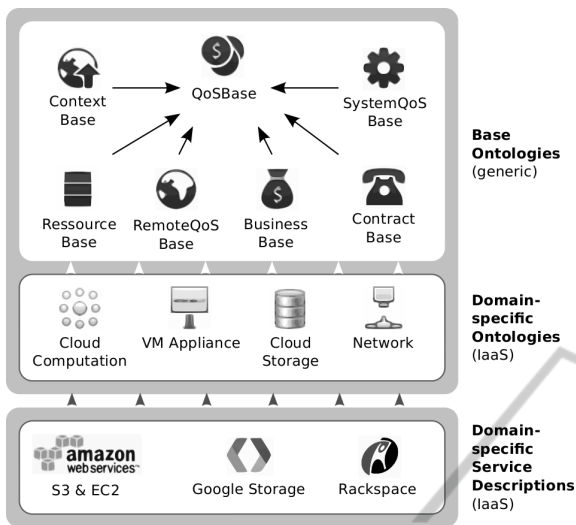 Context
Base
QoSBase
SystemQoS
Base
Ressource
Base
RemoteQoS
Base
Business
Base
Contract
Base
Base
Ontologies
(generic)
Cloud
Computation
VM Appliance
Cloud
Storage
Network
Domain-
specific
Ontologies
(IaaS)
amazon
webservices™
S3 & EC2
Google Storage
Rackspace
Domain-
specific
Service
Descriptions
(IaaS)